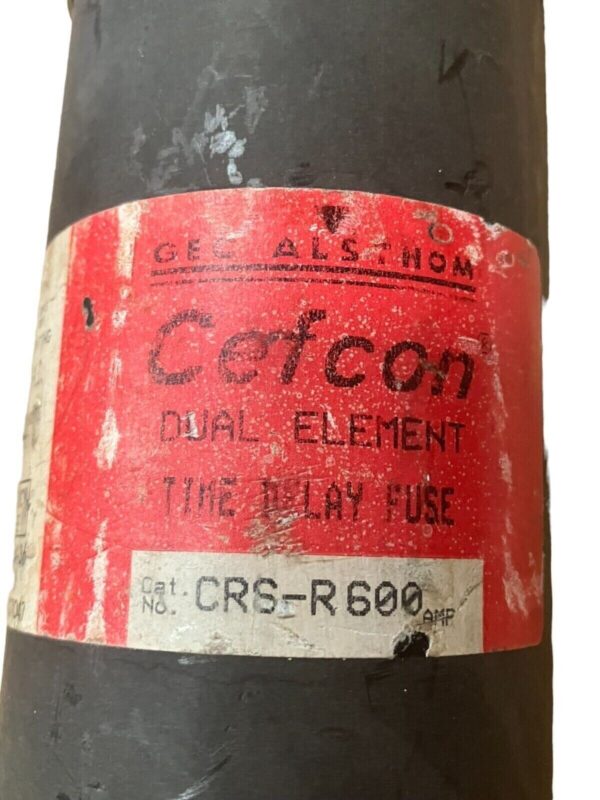 GEC ALSTHOM
Cefcon®
DUAL ELEMENT
TIME DELAY FUSE
Cat. No. CRS-R600 AMP